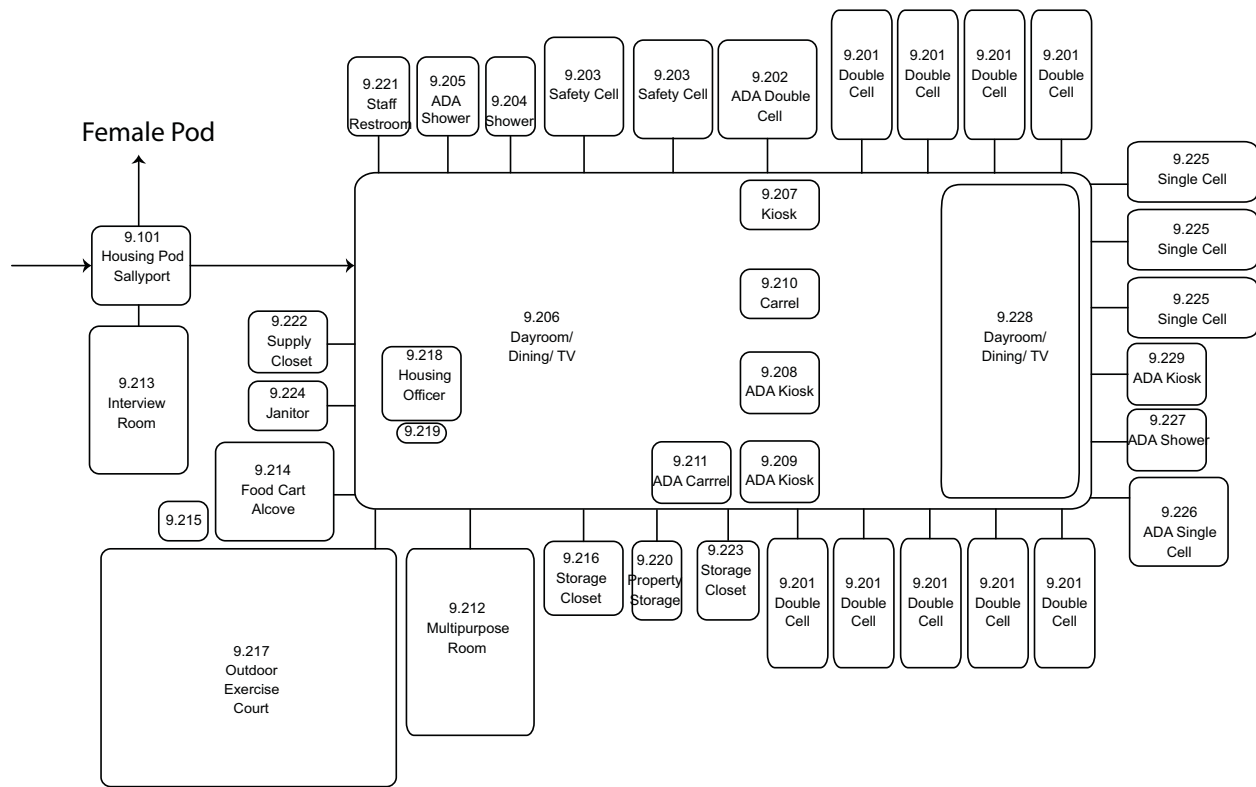 9.221
Staff
Restroom
9.205
ADA
Shower
9.204
Shower
9.203
Safety Cell
9.203
Safety Cell
9.202
ADA Double
Cell
9.201
Double
Cell
9.201
Double
Cell
9.201
Double
Cell
9.201
Double
Cell
Female Pod
9.101
Housing Pod
Sallyport
9.213
Interview
Room
9.222
Supply
Closet
9.224
Janitor
9.214
Food Cart
Alcove
9.215
9.218
Housing
Officer
9.219
9.206
Dayroom/
Dining/ TV
9.207
Kiosk
9.210
Carrel
9.208
ADA Kiosk
9.211
ADA Carrrel
9.209
ADA Kiosk
9.228
Dayroom/
Dining/ TV
9.225
Single Cell
9.225
Single Cell
9.225
Single Cell
9.229
ADA Kiosk
9.227
ADA Shower
9.226
ADA Single
Cell
9.217
Outdoor
Exercise
Court
9.212
Multipurpose
Room
9.216
Storage
Closet
9.220
Property
Storage
9.223
Storage
Closet
9.201
Double
Cell
9.201
Double
Cell
9.201
Double
Cell
9.201
Double
Cell
9.201
Double
Cell